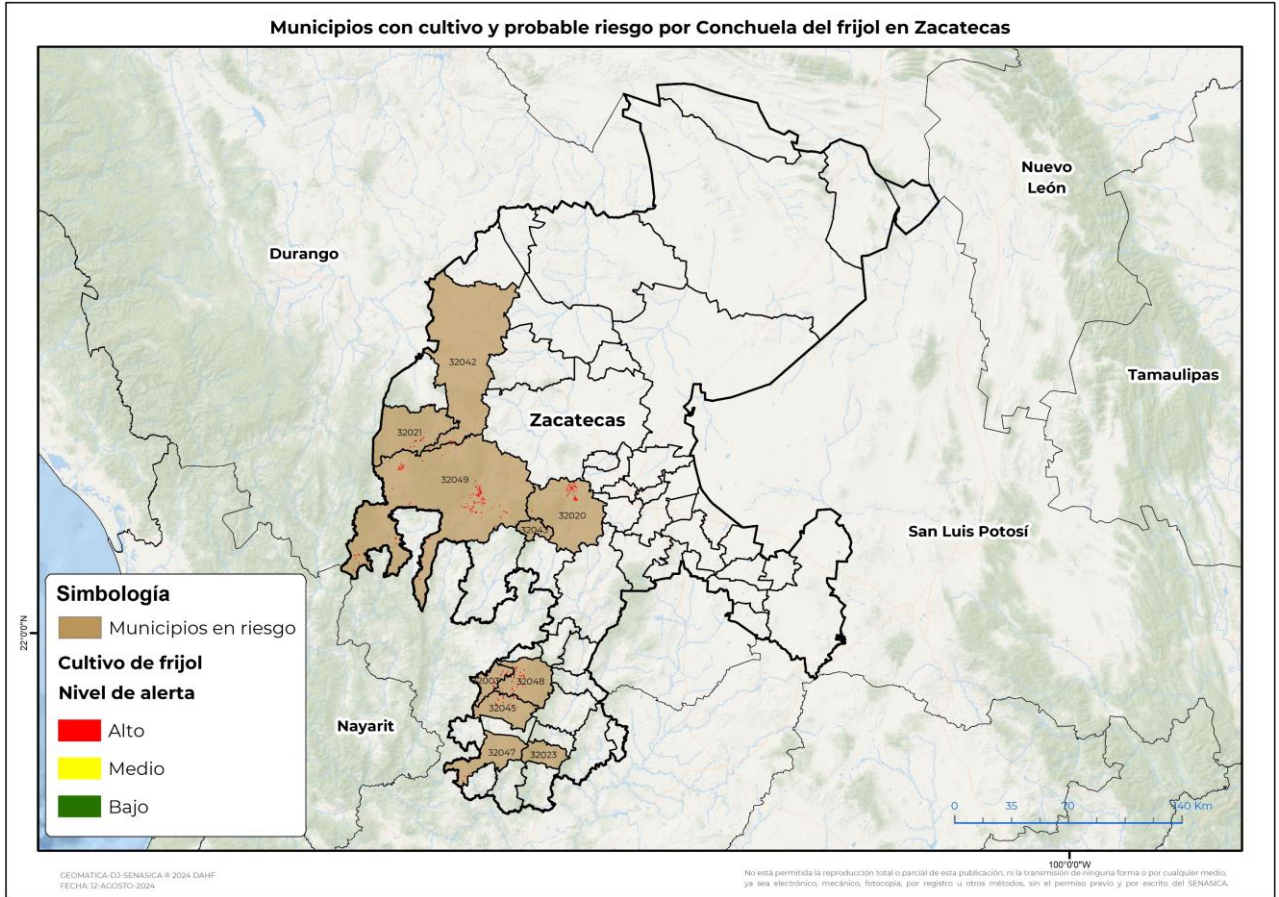 Municipios con cultivo y probable riesgo por Conchuela del frijol en Zacatecas
Nuevo
León
Durango
32042
Tamaulipas
Zacatecas
32021
32049
32020
32043
San Luis Potosí
Simbología
Municipios en riesgo
Cultivo de frijol
Nivel de alerta
Alto
Medio
Bajo
22°0'0"N
32048
32045
Nayarit
32047
32023
0 35 70 140 Km
100°0'0"W
GEOMATICA-DJ-SENASICA ® 2024 DAHF
FECHA: 12-AGOSTO-2024
No está permitida la reproducción total o parcial de esta publicación, ni la transmisión de ninguna forma o por cualquier medio,
ya sea electrónico, mecánico, fotocopia, por registro u otros métodos, sin el permiso previo y por escrito del SENASICA.